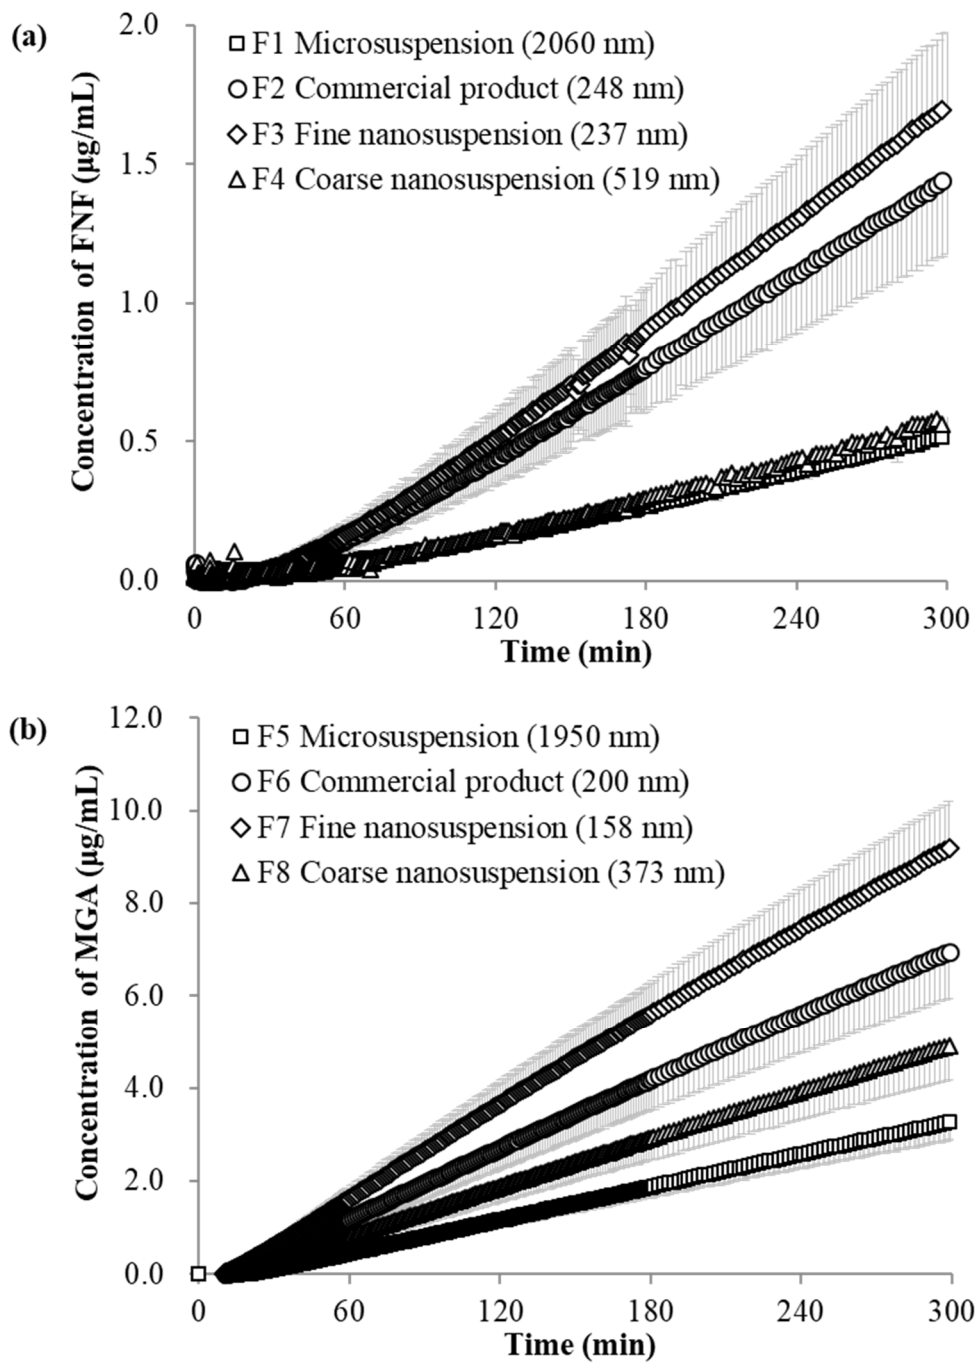 (a)
2.0
1.5
1.0
0.5
0.0
Concentration of FNF (µg/mL)
F1 Microsuspension (2060 nm)
F2 Commercial product (248 nm)
F3 Fine nanosuspension (237 nm)
F4 Coarse nanosuspension (519 nm)
0 60 120 180 240 300
Time (min)
(b)
12.0
10.0
8.0
6.0
4.0
2.0
0.0
Concentration of MGA (µg/mL)
F5 Microsuspension (1950 nm)
F6 Commercial product (200 nm)
F7 Fine nanosuspension (158 nm)
F8 Coarse nanosuspension (373 nm)
0 60 120 180 240 300
Time (min)